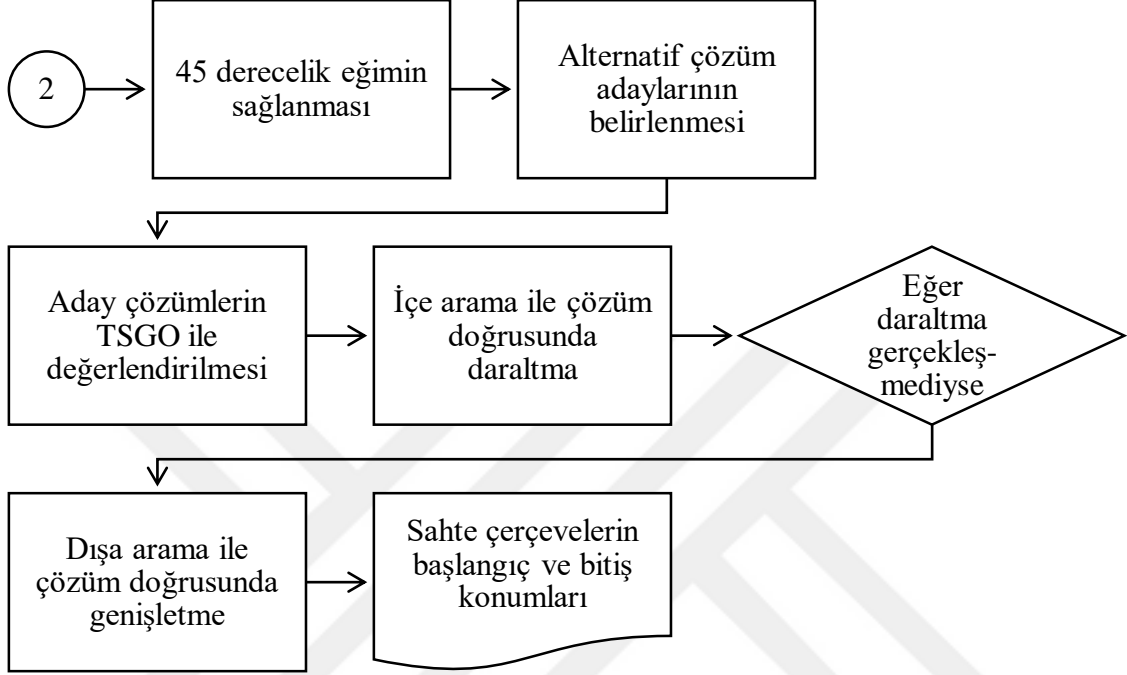 2
45 derecelik eğimin
sağlanması
Alternatif çözüm
adaylarının
belirlenmesi
Aday çözümlerin
TSGO ile
değerlendirilmesi
İçe arama ile çözüm
doğrusunda
daraltma
Eğer
daraltma
gerçekleş-
mediyse
Dışa arama ile
çözüm doğrusunda
genişletme
Sahte çerçevelerin
başlangıç ve bitiş
konumları